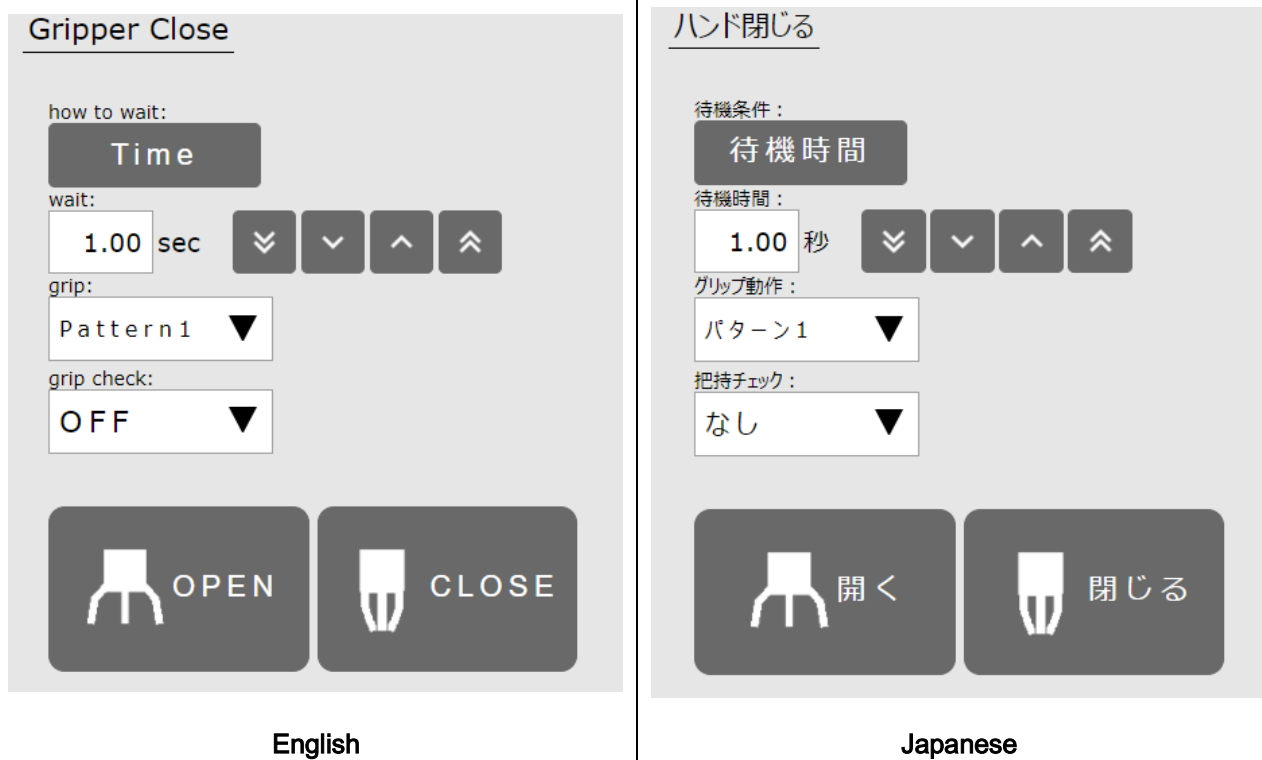 Gripper Close
how to wait:
Time
wait:
1.00 sec
grip:
Pattern1
grip check:
OFF
OPEN
CLOSE
English
ハンド閉じる
待機条件：
待機時間
待機時間：
1.00 秒
グリップ動作：
パターン1
把持チェック：
なし
開く
閉じる
Japanese